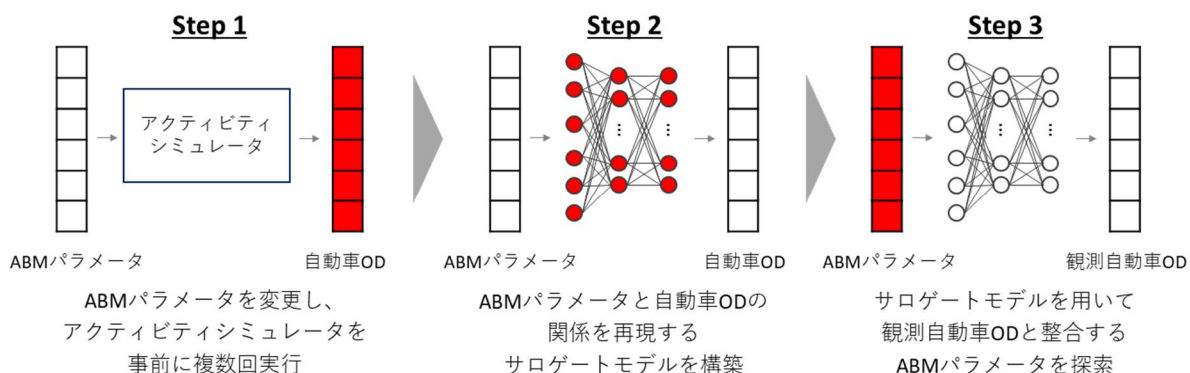 Step 1
アクティビティ
シミュレータ
ABMパラメータ
自動車OD
ABMパラメータを変更し、
アクティビティシミュレータを
事前に複数回実行
Step 2
ABMパラメータ
自動車OD
ABMパラメータと自動車ODの
関係を再現する
サロゲートモデルを構築
Step 3
ABMパラメータ
観測自動車OD
サロゲートモデルを用いて
観測自動車ODと整合する
ABMパラメータを探索